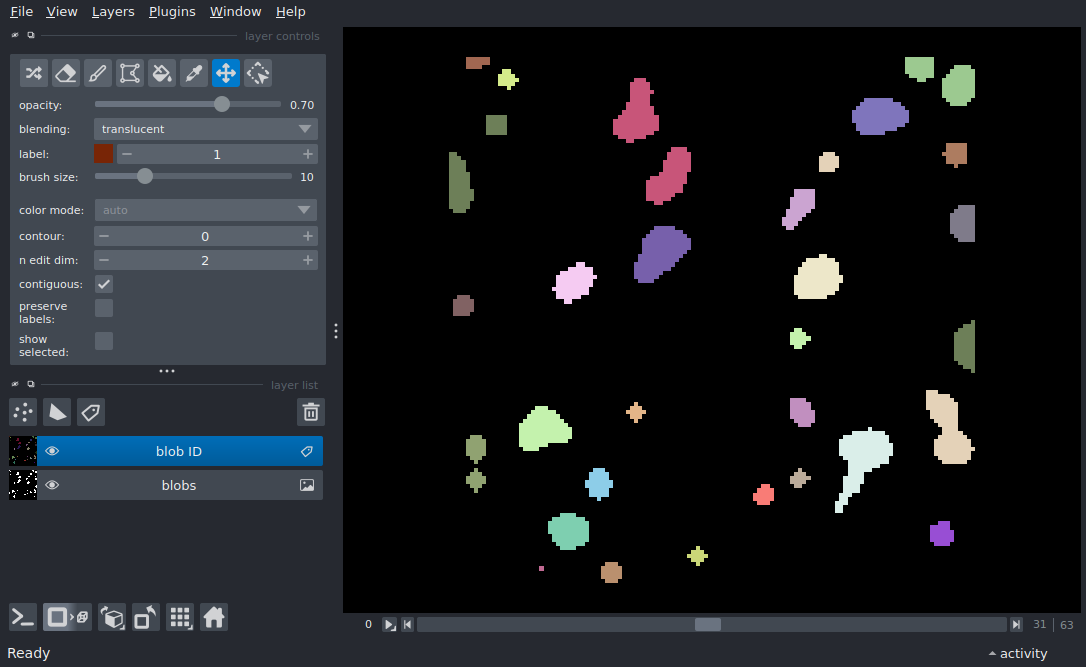 File View Layers Plugins Window Help
layer controls
opacity: 0.70
blending: translucent
label: 1
brush size: 10
color mode: auto
contour: 0
n edit dim: 2
contiguous:
preserve
labels:
show
selected:
layer list
blob ID
blobs
0 31 63
Ready activity